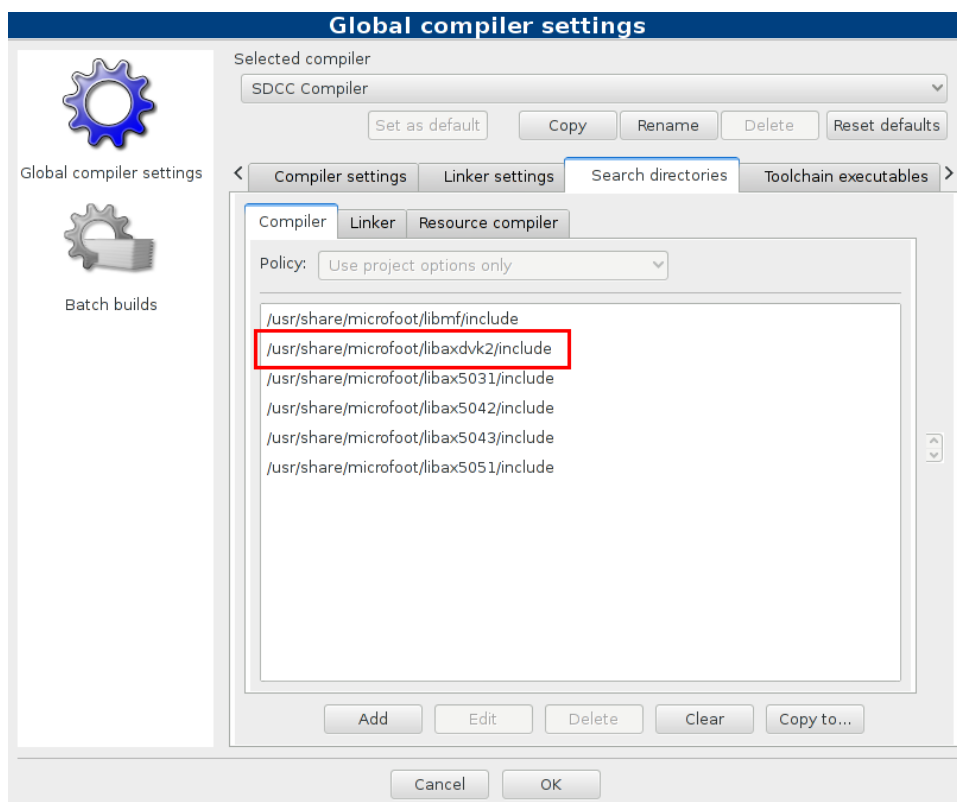 Global compiler settings
Selected compiler
SDCC Compiler
Set as default Copy Rename Delete Reset defaults
Global compiler settings
Compiler settings Linker settings Search directories Toolchain executables
Compiler Linker Resource compiler
Policy: Use project options only
Batch builds
/usr/share/microfoot/libmf/include
/usr/share/microfoot/libaxdvk2/include
/usr/share/microfoot/libax5031/include
/usr/share/microfoot/libax5042/include
/usr/share/microfoot/libax5043/include
/usr/share/microfoot/libax5051/include
Add Edit Delete Clear Copy to...
Cancel OK